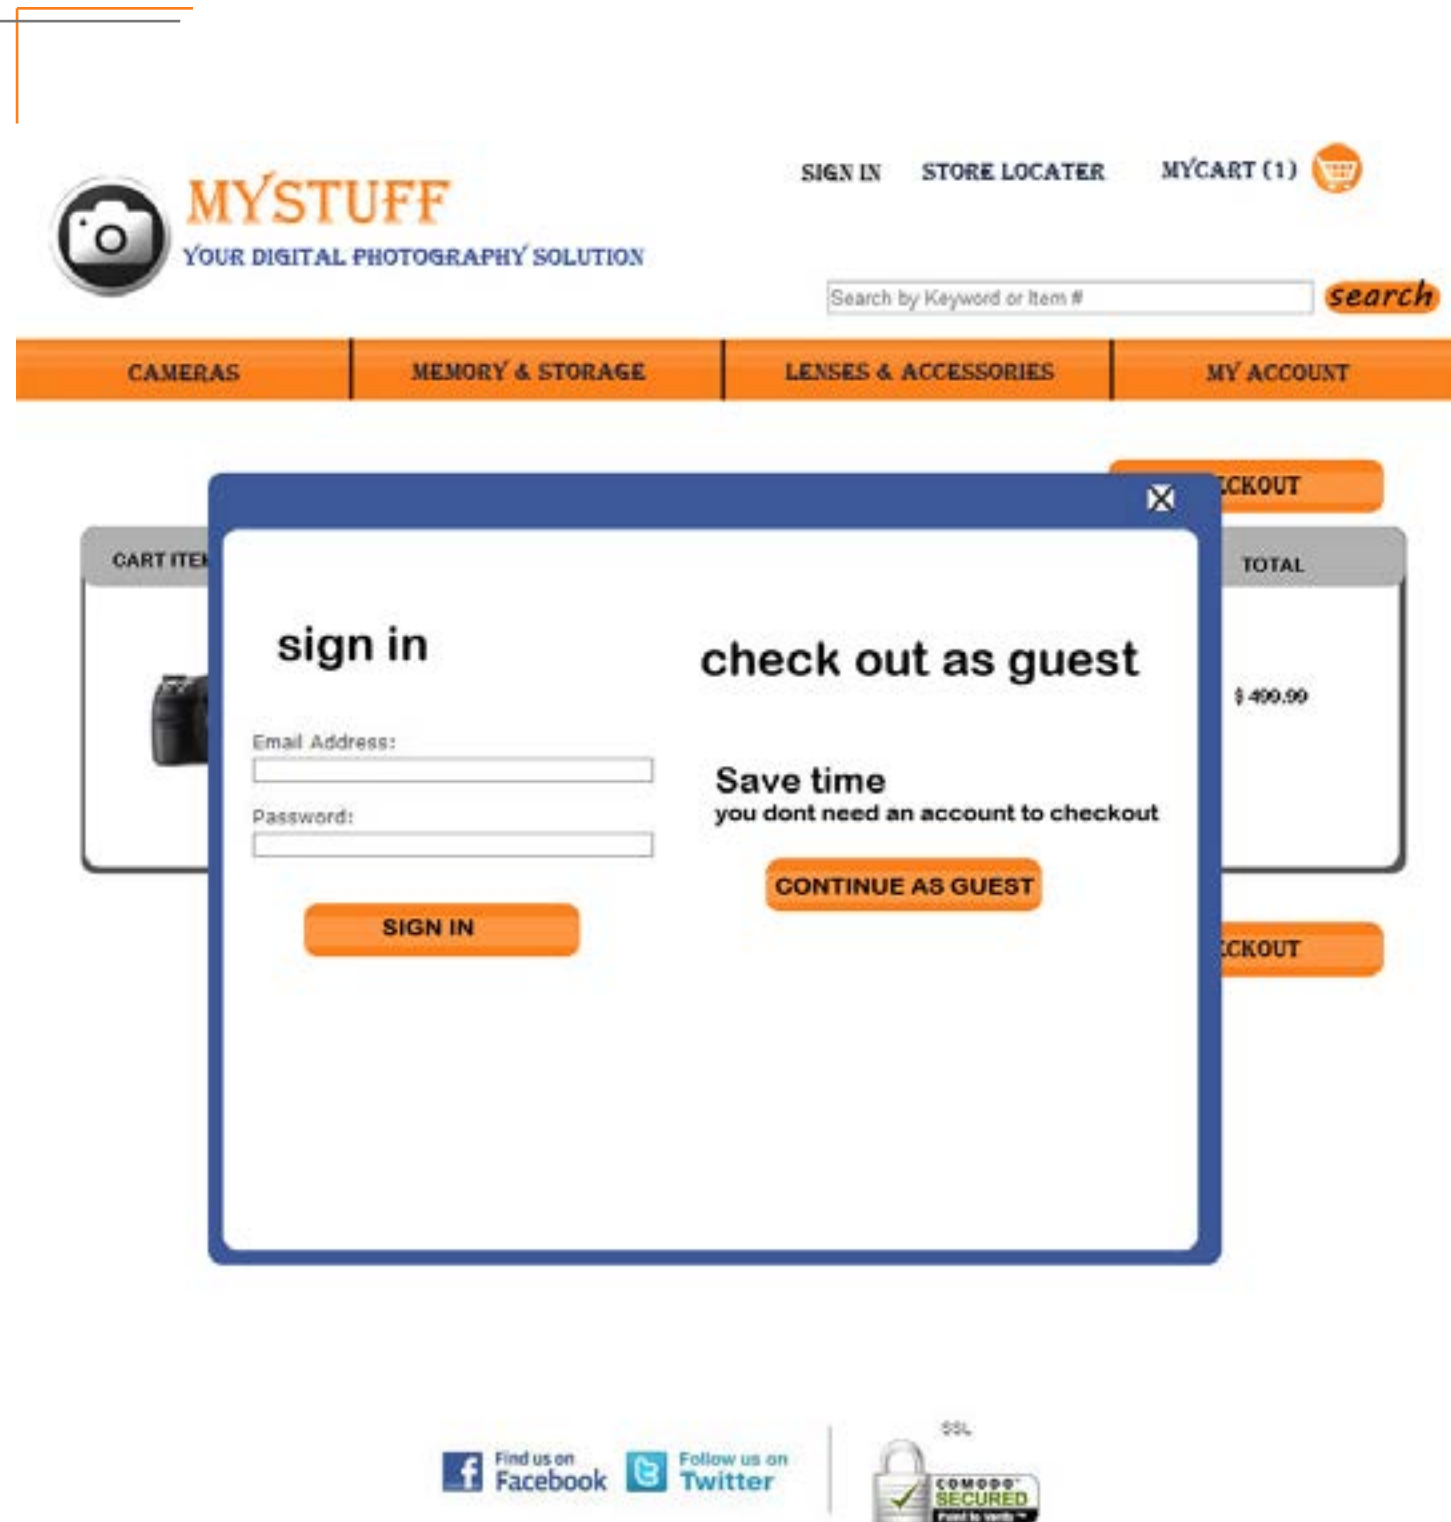 SIGN IN STORE LOCATER MYCART (1)
MYSTUFF
YOUR DIGITAL PHOTOGRAPHY SOLUTION
Search by Keyword or Item # search
CAMERAS MEMORY & STORAGE LENSES & ACCESSORIES MY ACCOUNT
CKOUT
CART ITE TOTAL
sign in
check out as guest
$ 499.99
Email Address:
Save time
you dont need an account to checkout
Password:
CONTINUE AS GUEST
SIGN IN
CKOUT
SSL
Find us on
Facebook
Follow us on
Twitter
COMODO
SECURED
Point to Verify™